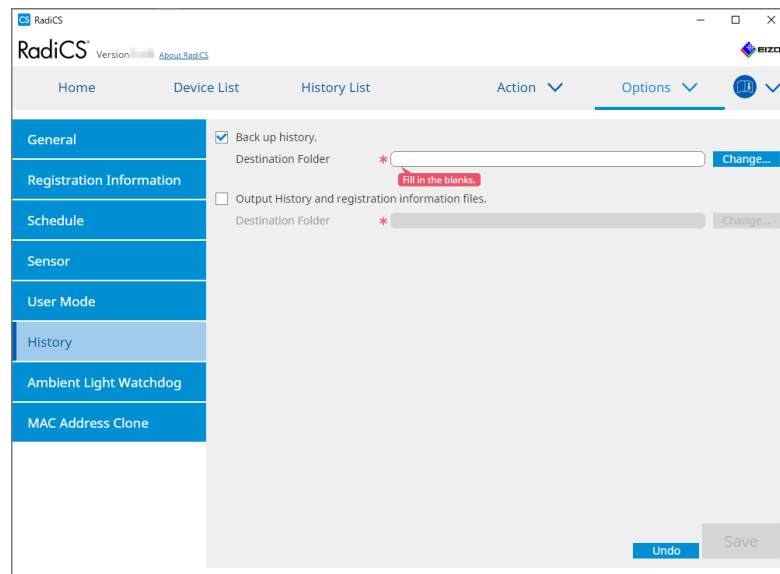 CS RadiCS
RadiCS® Version About RadiCS EIZO
Home Device List History List Action Options
General
Registration Information
Schedule
Sensor
User Mode
History
Ambient Light Watchdog
MAC Address Clone
Back up history.
Destination Folder * Change...
Fill in the blanks.
Output History and registration information files.
Destination Folder * Change...
Undo Save